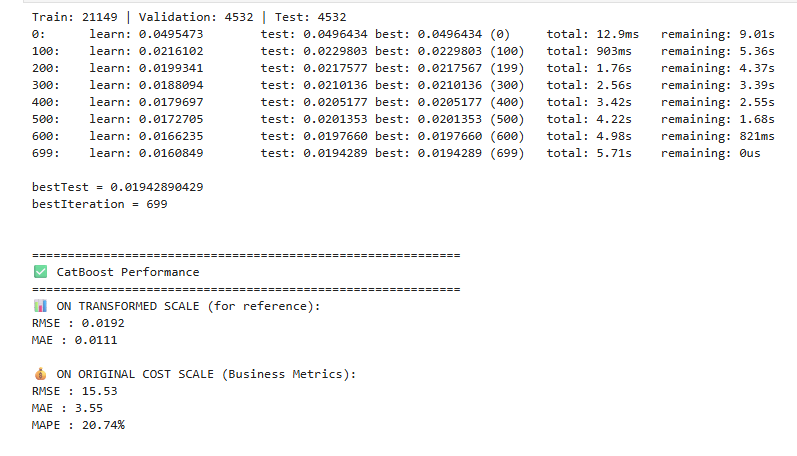 Train: 21149 | Validation: 4532 | Test: 4532
0:      learn: 0.0495473        test: 0.0496434 best: 0.0496434 (0)     total: 12.9ms   remaining: 9.01s
100:    learn: 0.0216102        test: 0.0229803 best: 0.0229803 (100)   total: 903ms    remaining: 5.36s
200:    learn: 0.0199341        test: 0.0217577 best: 0.0217567 (199)   total: 1.76s    remaining: 4.37s
300:    learn: 0.0188094        test: 0.0210136 best: 0.0210136 (300)   total: 2.56s    remaining: 3.39s
400:    learn: 0.0179697        test: 0.0205177 best: 0.0205177 (400)   total: 3.42s    remaining: 2.55s
500:    learn: 0.0172705        test: 0.0201353 best: 0.0201353 (500)   total: 4.22s    remaining: 1.68s
600:    learn: 0.0166235        test: 0.0197660 best: 0.0197660 (600)   total: 4.98s    remaining: 821ms
699:    learn: 0.0160849        test: 0.0194289 best: 0.0194289 (699)   total: 5.71s    remaining: 0us
bestTest = 0.01942890429
bestIteration = 699
============================================================
✅ CatBoost Performance
============================================================
📊 ON TRANSFORMED SCALE (for reference):
RMSE : 0.0192
MAE : 0.0111
💰 ON ORIGINAL COST SCALE (Business Metrics):
RMSE : 15.53
MAE : 3.55
MAPE : 20.74%